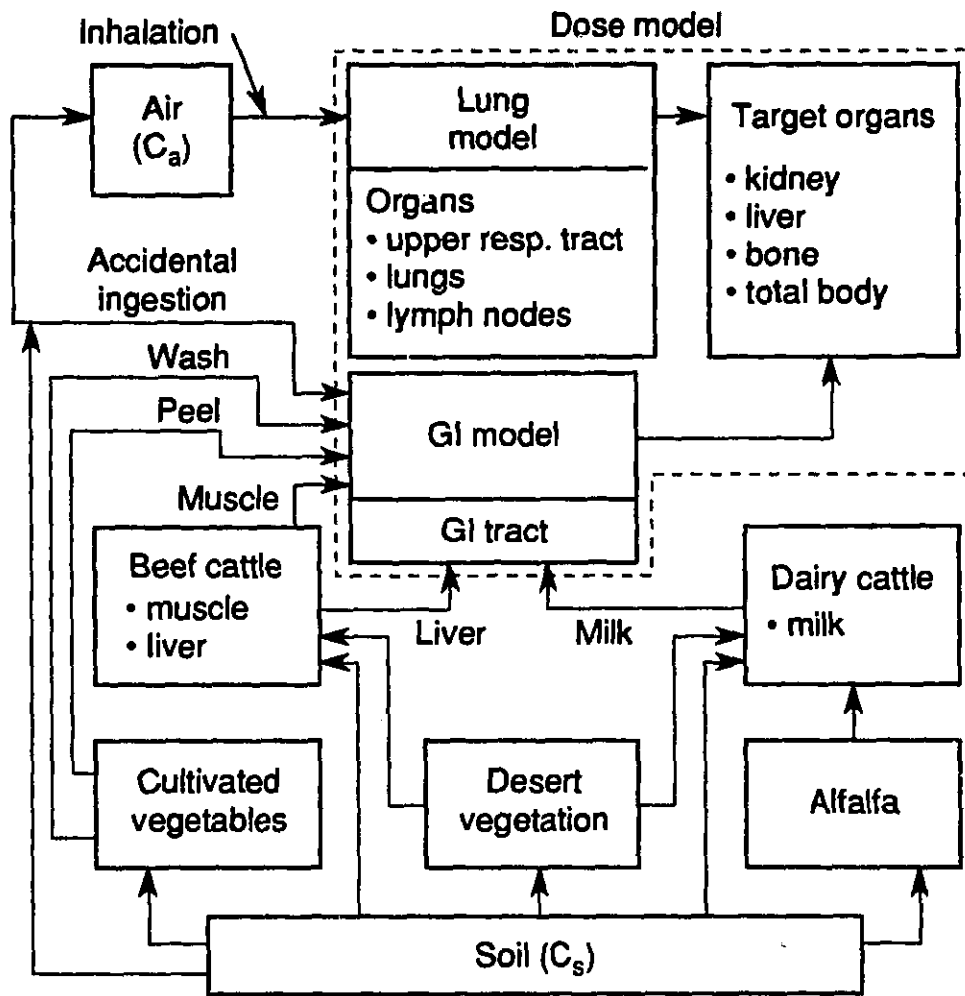 Inhalation
Dose model
Air
(Ca)
Lung
model
Organs
• upper resp. tract
• lungs
• lymph nodes
Target organs
• kidney
• liver
• bone
• total body
Accidental
ingestion
Wash
Peel
Muscle
GI model
GI tract
Beef cattle
• muscle
• liver
Liver
Milk
Dairy cattle
• milk
Cultivated
vegetables
Desert
vegetation
Alfalfa
Soil (Cs)